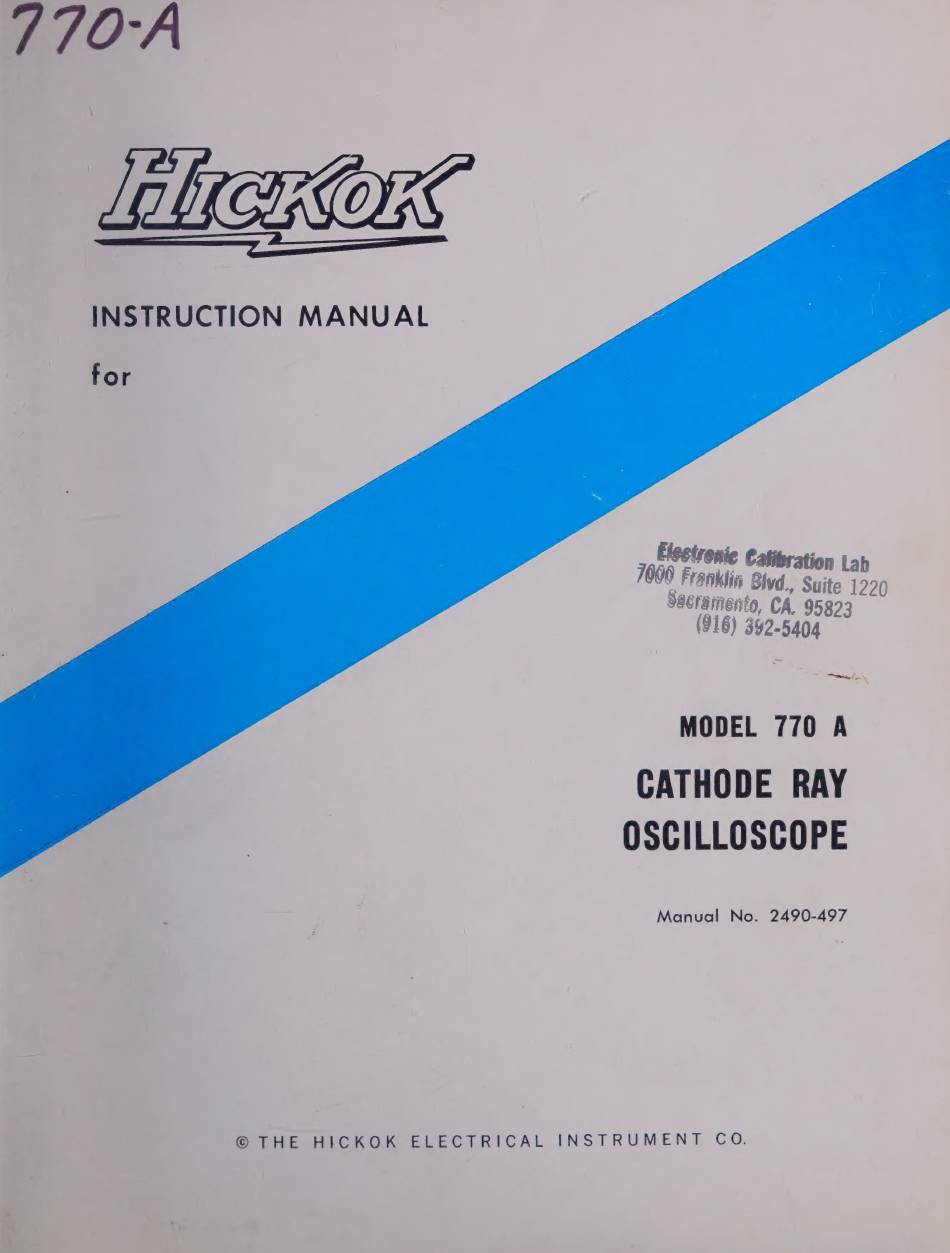 770-A
HICKOK
INSTRUCTION MANUAL
for
Electronic Calibration Lab
7000 Franklin Blvd., Suite 1220
Sacramento, CA. 95823
(916) 392-5404
MODEL 770 A
CATHODE RAY
OSCILLOSCOPE
Manual No. 2490-497
© THE HICKOK ELECTRICAL INSTRUMENT CO.